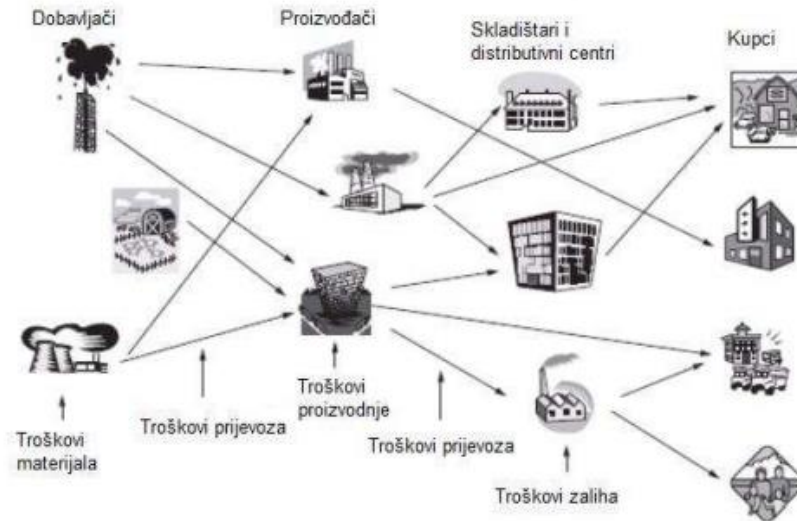 Dobavljači
Proizvođači
Skladištari i
distributivni centri
Kupci
Troškovi
materijala
Troškovi prijevoza
Troškovi
proizvodnje
Troškovi prijevoza
Troškovi zaliha